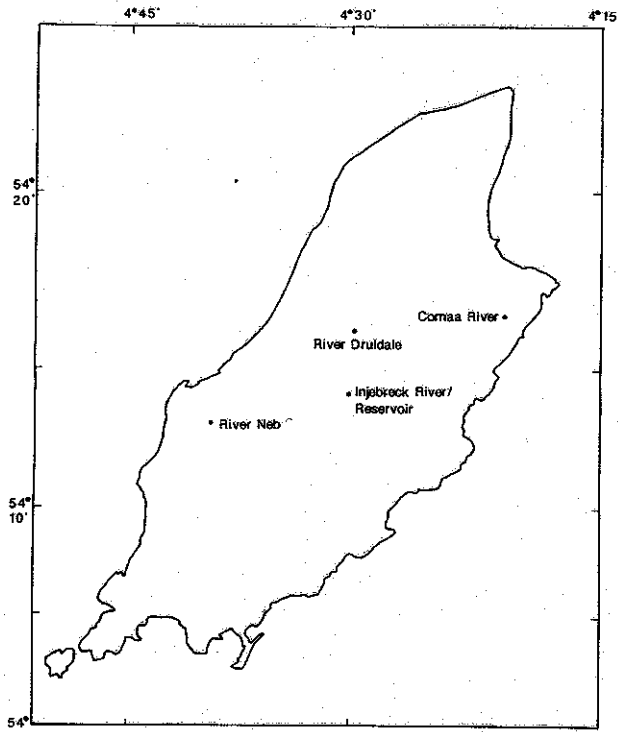 4°45'
4°30'
4°15'
54°
20'
Cornaa River
River Druidale
Injebreck River/
Reservoir
River Neb
54°
10'
54°